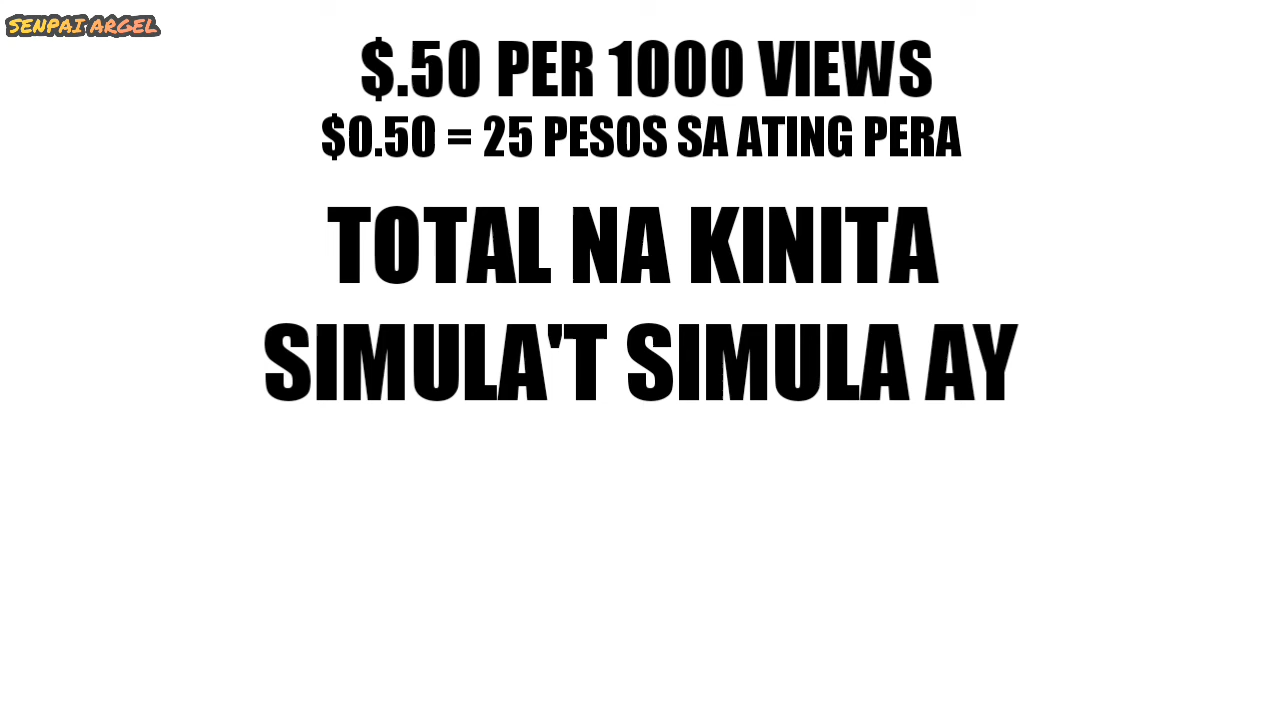 SENPAI ARGEL
$.50 PER 1000 VIEWS
$0.50 = 25 PESOS SA ATING PERA
TOTAL NA KINITA
SIMULA'T SIMULA AY